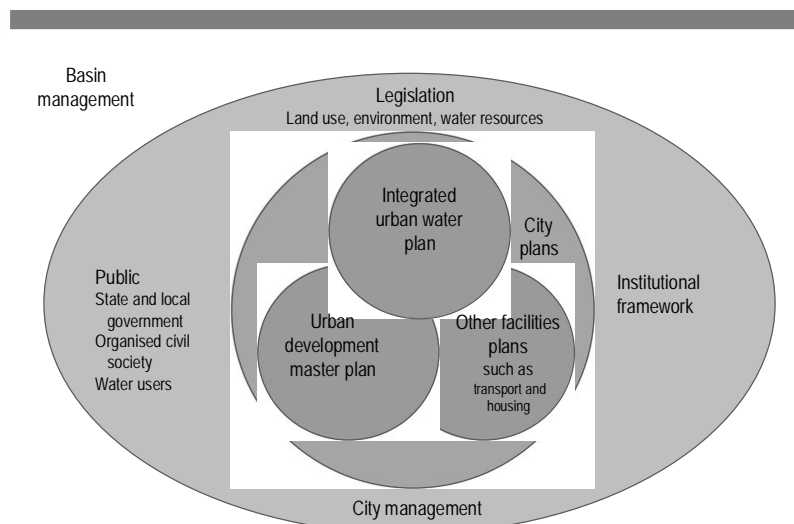 Basin
management
Legislation
Land use, environment, water resources
Integrated
urban water
plan
City
plans
Public
State and local
government
Organised civil
society
Water users
Institutional
framework
Urban
development
master plan
Other facilities
plans
such as
transport and
housing
City management